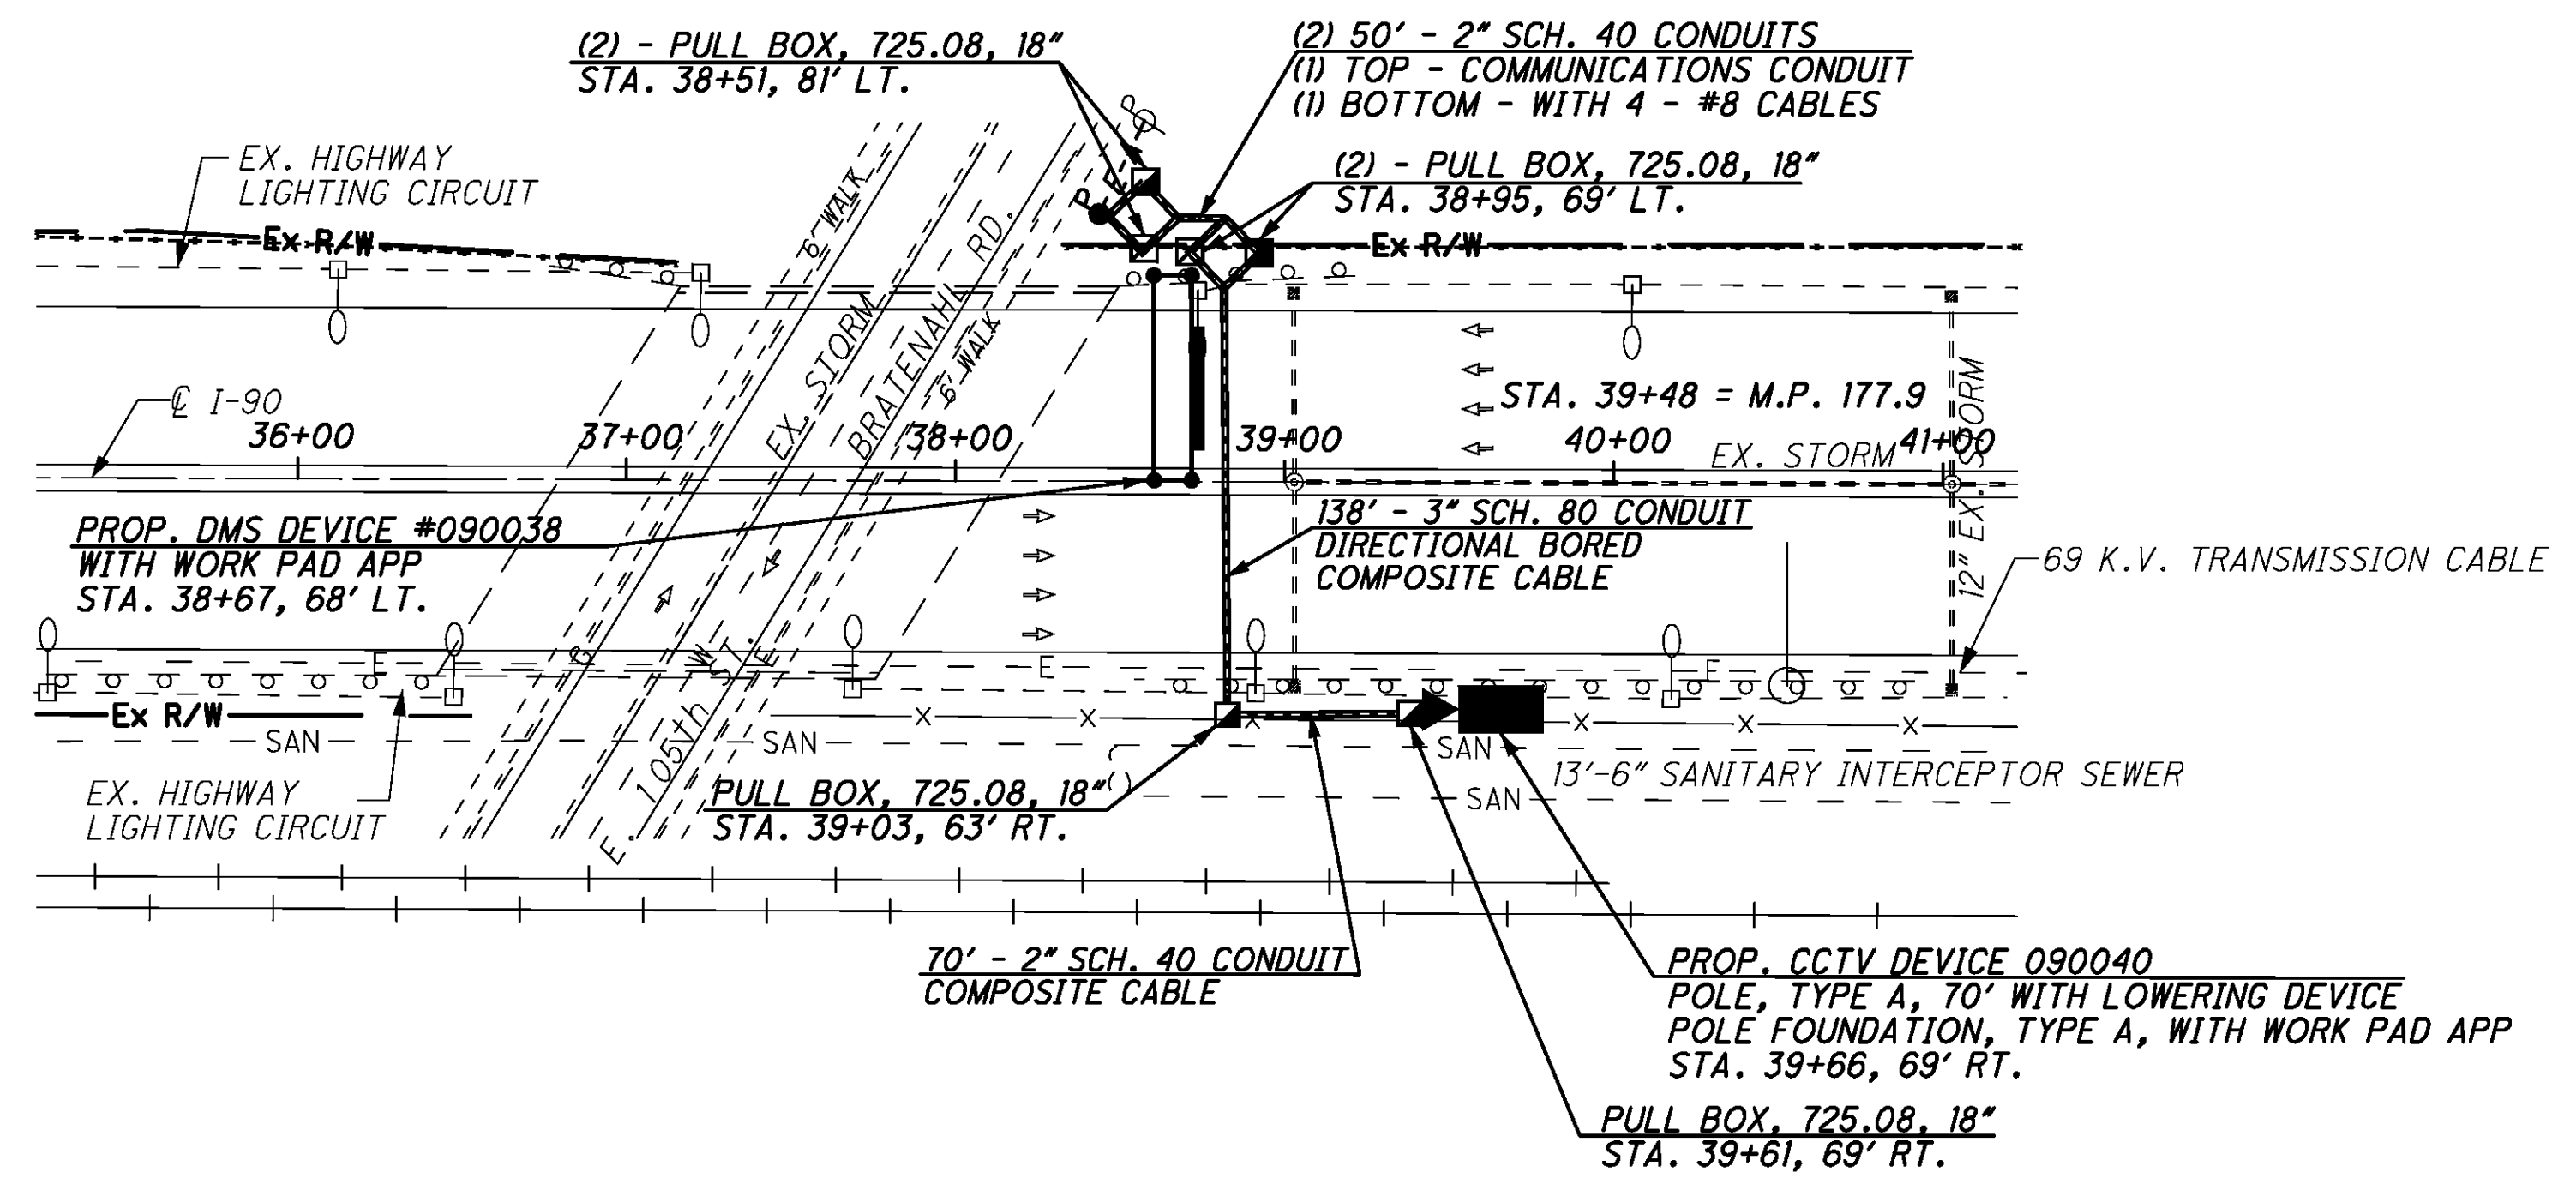 (2) - PULL BOX, 725.08, 18"
STA. 38+51, 81' LT.
(2) 50' - 2" SCH. 40 CONDUITS
(1) TOP - COMMUNICATIONS CONDUIT
(1) BOTTOM - WITH 4 - #8 CABLES
EX. HIGHWAY
LIGHTING CIRCUIT
(2) - PULL BOX, 725.08, 18"
STA. 38+95, 69' LT.
P
P
E
P
6' WALK
Ex R/W
Ex R/W
EX. STORM
BRATENAHL RD.
6' WALK
℄ I-90
STA. 39+48 = M.P. 177.9
36+00
37+00
38+00
39+00
40+00
41+00
EX. STORM
12" EX. STORM
PROP. DMS DEVICE #090038
WITH WORK PAD APP
STA. 38+67, 68' LT.
138' - 3" SCH. 80 CONDUIT
DIRECTIONAL BORED
COMPOSITE CABLE
69 K.V. TRANSMISSION CABLE
E
G
W
E
E
E
Ex R/W
X
X
X
X
X
X
SAN
SAN
SAN
SAN
E. 105th ST.
13'-6" SANITARY INTERCEPTOR SEWER
EX. HIGHWAY
LIGHTING CIRCUIT
PULL BOX, 725.08, 18"
STA. 39+03, 63' RT.
70' - 2" SCH. 40 CONDUIT
COMPOSITE CABLE
PROP. CCTV DEVICE 090040
POLE, TYPE A, 70' WITH LOWERING DEVICE
POLE FOUNDATION, TYPE A, WITH WORK PAD APP
STA. 39+66, 69' RT.
PULL BOX, 725.08, 18"
STA. 39+61, 69' RT.